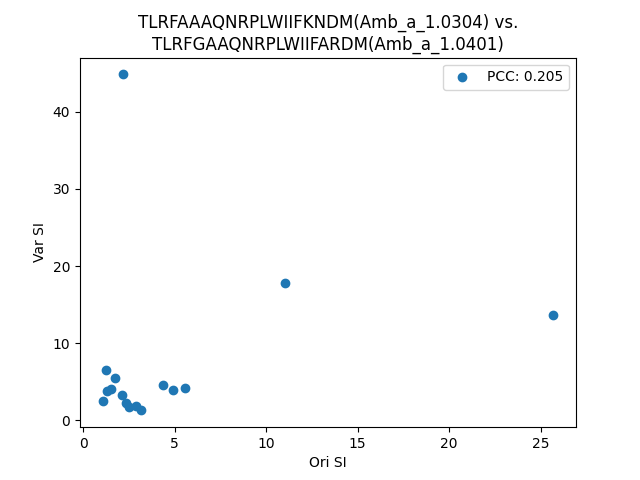 TLRFAAAQNRPLWIIFKNDM(Amb_a_1.0304) vs.
TLRFGAAQNRPLWIIFARDM(Amb_a_1.0401)
PCC: 0.205
40
30
20
10
0
Var SI
0 5 10 15 20 25
Ori SI